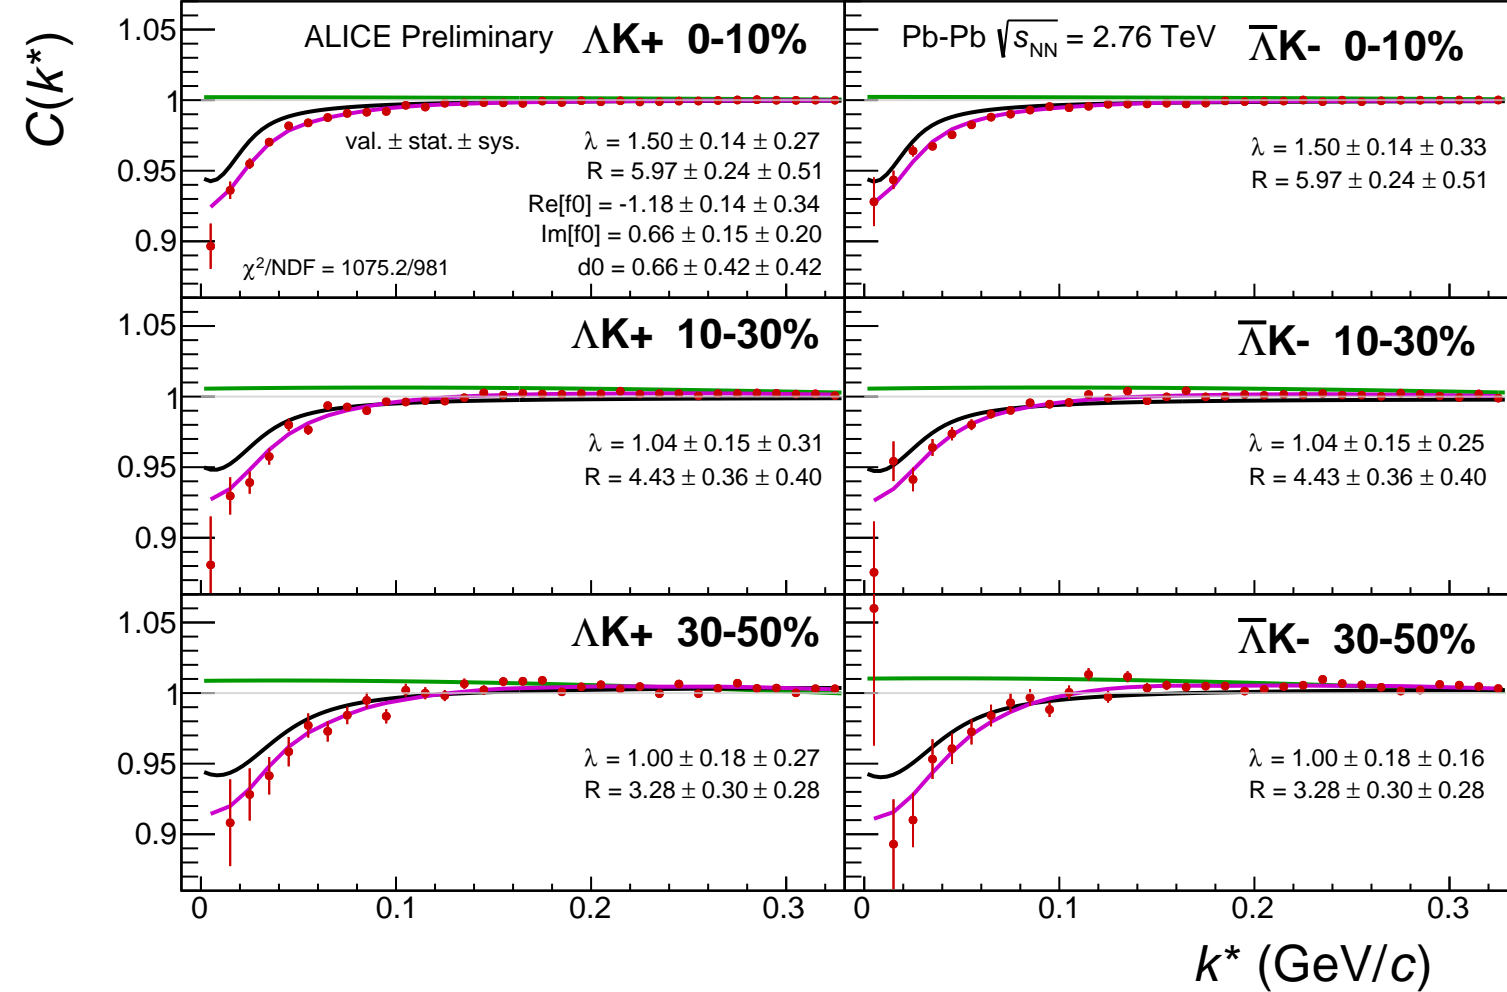 C(k*)
ALICE Preliminary ΛK+ 0-10%
1.05
1
0.95
0.9
val. ± stat. ± sys.
λ = 1.50 ± 0.14 ± 0.27
R = 5.97 ± 0.24 ± 0.51
Re[f0] = -1.18 ± 0.14 ± 0.34
Im[f0] = 0.66 ± 0.15 ± 0.20
d0 = 0.66 ± 0.42 ± 0.42
χ²/NDF = 1075.2/981
Pb-Pb √sNN = 2.76 TeV Λ̅K- 0-10%
λ = 1.50 ± 0.14 ± 0.33
R = 5.97 ± 0.24 ± 0.51
ΛK+ 10-30%
1.05
1
0.95
0.9
λ = 1.04 ± 0.15 ± 0.31
R = 4.43 ± 0.36 ± 0.40
Λ̅K- 10-30%
λ = 1.04 ± 0.15 ± 0.25
R = 4.43 ± 0.36 ± 0.40
ΛK+ 30-50%
1.05
1
0.95
0.9
λ = 1.00 ± 0.18 ± 0.27
R = 3.28 ± 0.30 ± 0.28
Λ̅K- 30-50%
λ = 1.00 ± 0.18 ± 0.16
R = 3.28 ± 0.30 ± 0.28
0 0.1 0.2 0.3
0 0.1 0.2 0.3
k* (GeV/c)